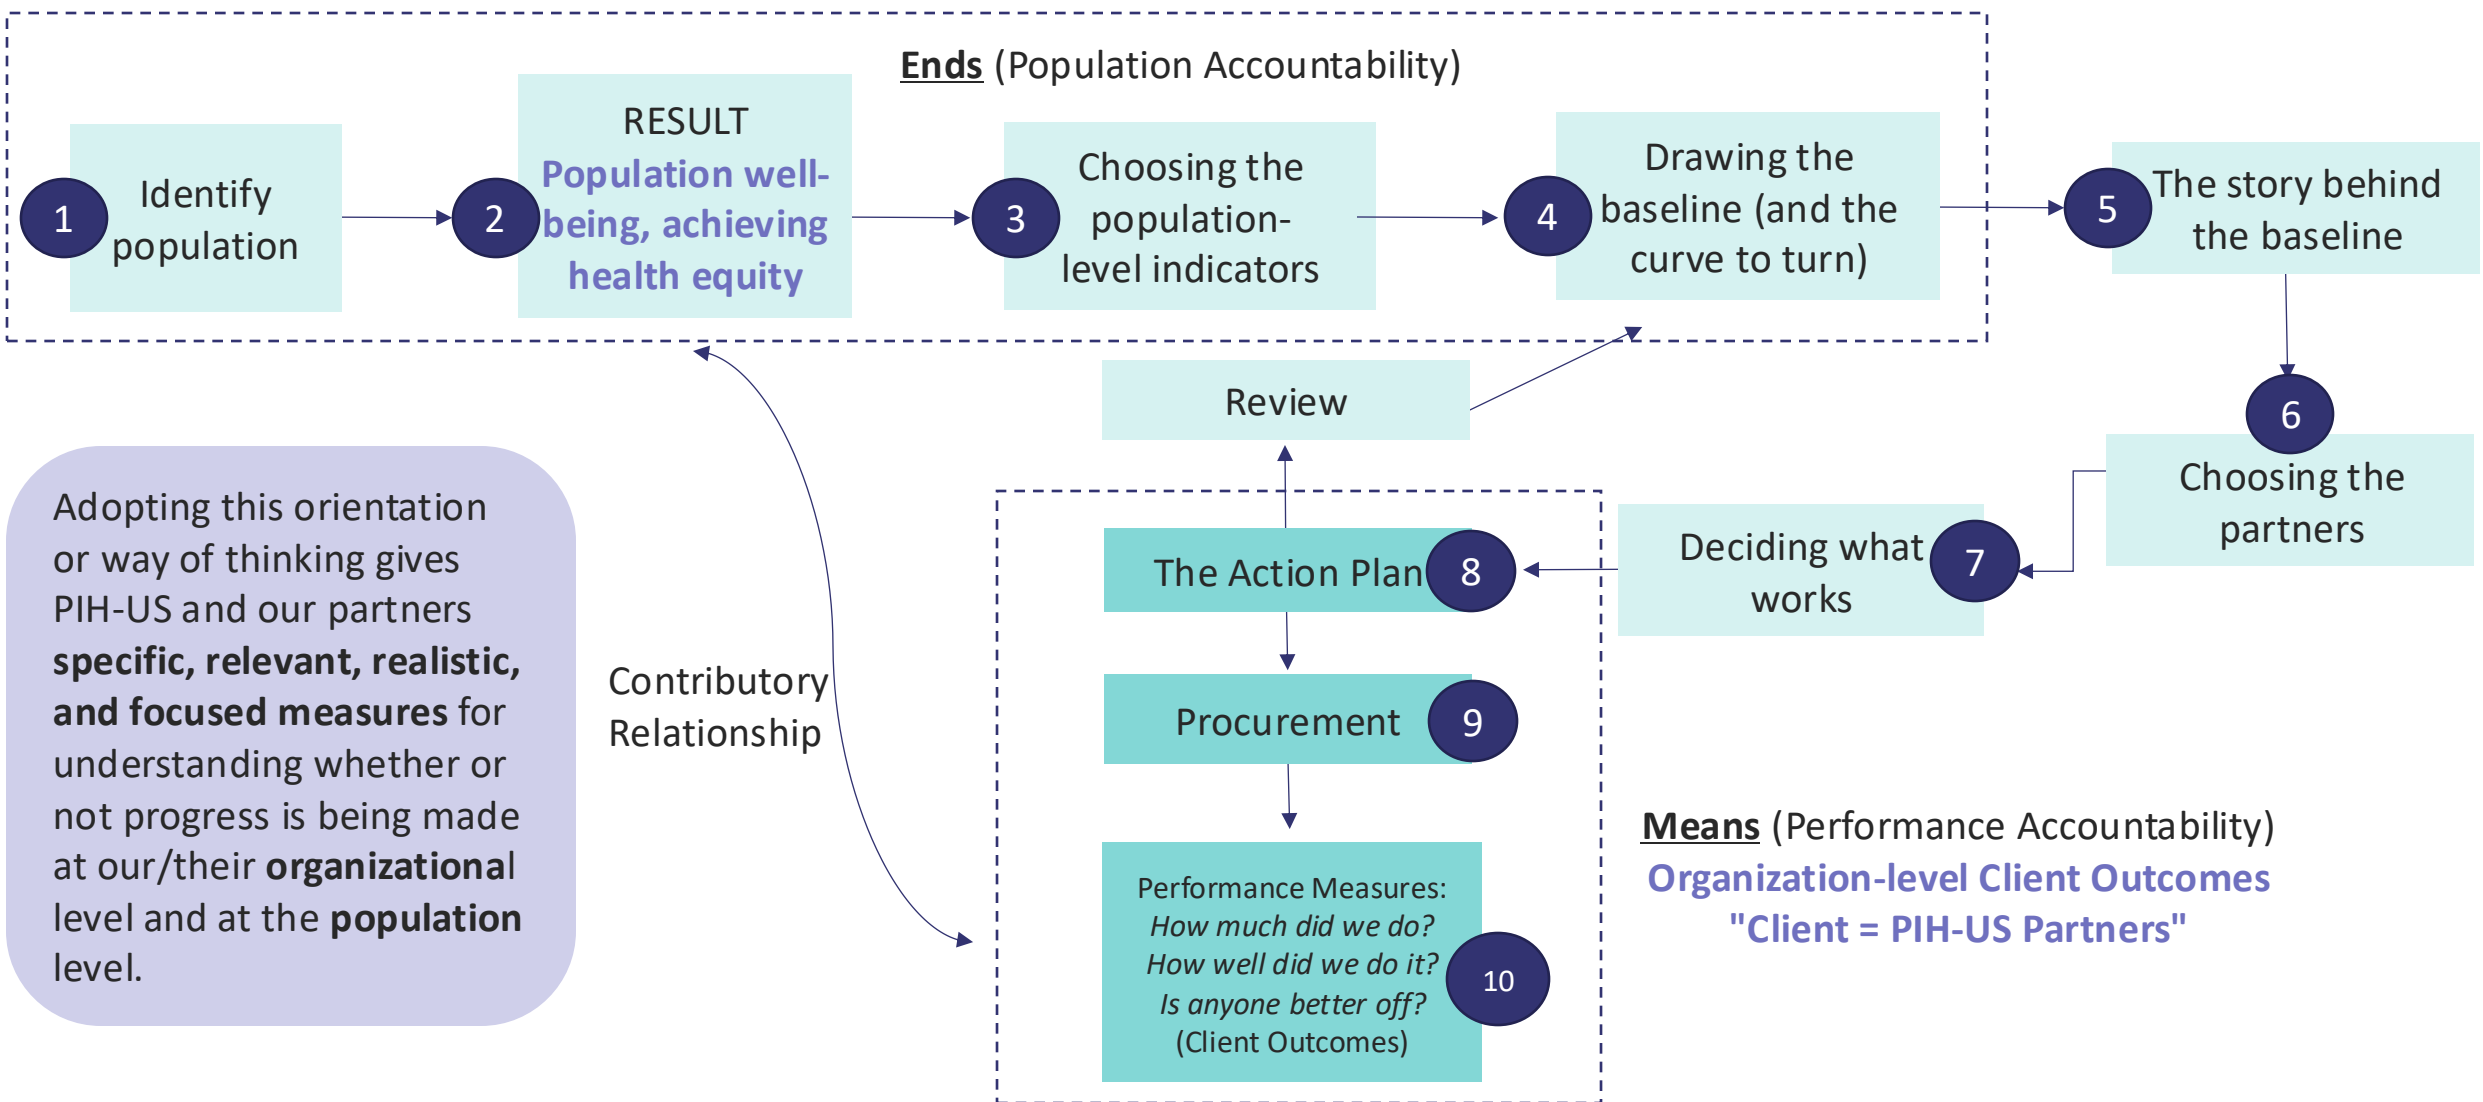 Ends (Population Accountability)
1
Identify
population
2
RESULT
Population well-
being, achieving
health equity
3
Choosing the
population-
level indicators
4
Drawing the
baseline (and the
curve to turn)
5
The story behind
the baseline
6
Choosing the
partners
7
Deciding what
works
Review
The Action Plan
8
Procurement
9
Performance Measures:
How much did we do?
How well did we do it?
Is anyone better off?
(Client Outcomes)
10
Contributory
Relationship
Adopting this orientation
or way of thinking gives
PIH-US and our partners
specific, relevant, realistic,
and focused measures for
understanding whether or
not progress is being made
at our/their organizational
level and at the population
level.
Means (Performance Accountability)
Organization-level Client Outcomes
"Client = PIH-US Partners"